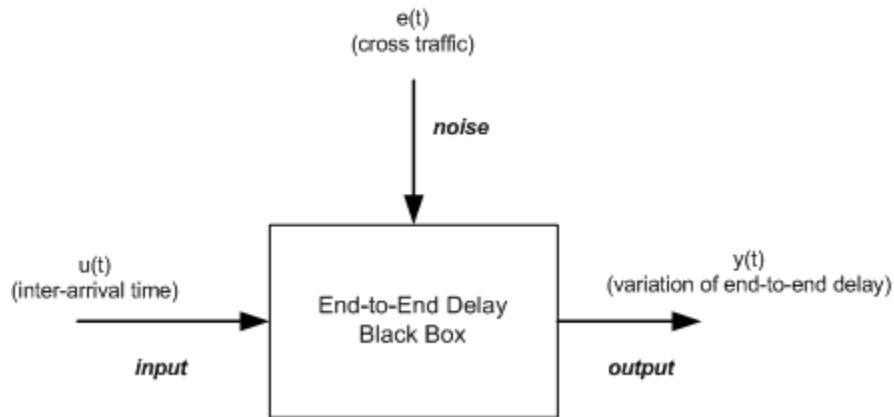 e(t)
(cross traffic)
noise
u(t)
(inter-arrival time)
input
End-to-End Delay
Black Box
y(t)
(variation of end-to-end delay)
output